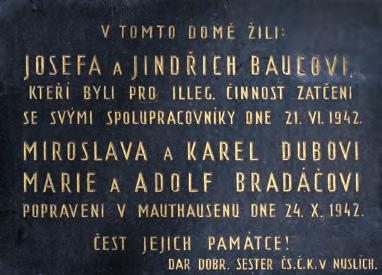 V TOMTO DOMĚ ŽILI:
JOSEFA A JINDŘICH BAUCOVI.
KTEŘÍ BYLI PRO ILLEG. ČINNOST ZATČENI
SE SVÝMI SPOLUPRACOVNÍKY DNE 21. VI. 1942.
MIROSLAVA A KAREL DUBOVI
MARIE A ADOLF BRADÁČOVI
POPRAVENI V MAUTHAUSENU DNE 24. X. 1942.
ČEST JEJICH PAMÁTCE!
DAR DOBR. SESTER ČS. Č. K. V NUSLÍCH.